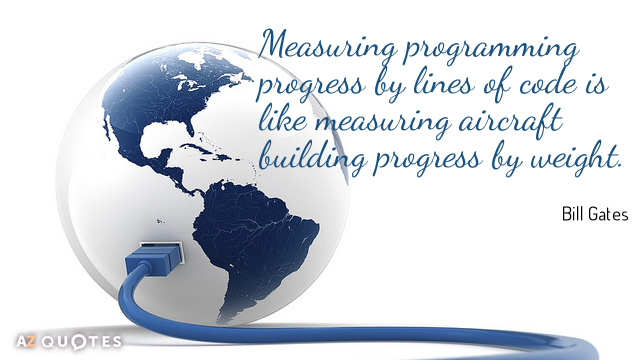 Measuring programming
progress by lines of code is
like measuring aircraft
building progress by weight.
Bill Gates
AZ QUOTES